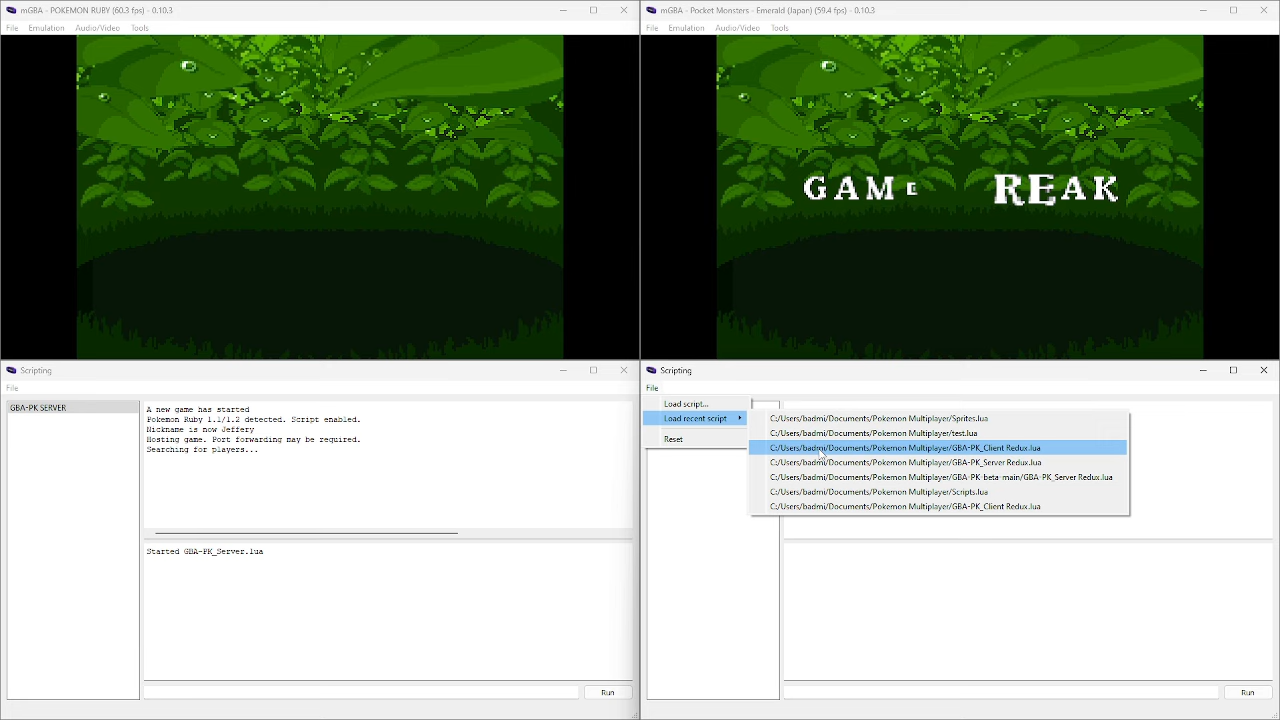 mGBA - POKEMON RUBY (60.3 fps) - 0.10.3
File Emulation Audio/Video Tools
mGBA - Pocket Monsters - Emerald (Japan) (59.4 fps) - 0.10.3
File Emulation Audio/Video Tools
GAME REAK
Scripting
File
GBA-PK SERVER
A new game has started
Pokemon Ruby 1.1/1.2 detected. Script enabled.
Nickname is now Jeffery
Hosting game. Port forwarding may be required.
Searching for players...
Started GBA-PK_Server.lua
Run
Scripting
File
Load script...
Load recent script
Reset
C:/Users/badmi/Documents/Pokemon Multiplayer/Sprites.lua
C:/Users/badmi/Documents/Pokemon Multiplayer/test.lua
C:/Users/badmi/Documents/Pokemon Multiplayer/GBA-PK_Client Redux.lua
C:/Users/badmi/Documents/Pokemon Multiplayer/GBA-PK_Server Redux.lua
C:/Users/badmi/Documents/Pokemon Multiplayer/GBA-PK-beta-main/GBA-PK_Server Redux.lua
C:/Users/badmi/Documents/Pokemon Multiplayer/Scripts.lua
C:/Users/badmi/Documents/Pokemon Multiplayer/GBA-PK_Client Redux.lua
Run